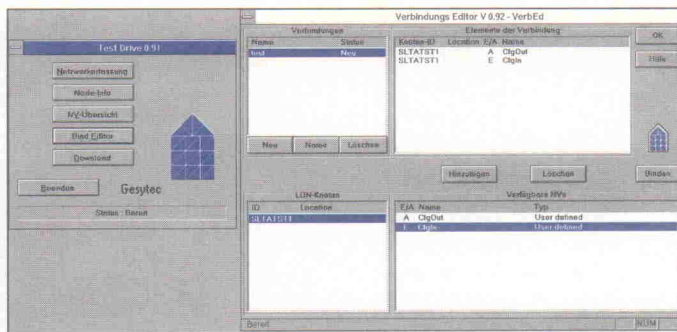 Test Drive 0.91
Netzwerkerfassung
Node-Info
NV-Übersicht
Bind Editor
Download
Beenden
Gesytec
Status : Bereit
Verbindungs Editor V 0.92 - VerbEd
Verbindungen
Name Status
test Neu
Neu Name Löschen
Elemente der Verbindung
Knoten-ID Location E/A Name
SLTATST1 A CfgOut
SLTATST1 E CfgIn
OK
Hilfe
Hinzufügen Löschen Binden
LON-Knoten
ID Location
SLTATST1
Verfügbare NVs
E/A Name Typ
A CfgOut User defined
E CfgIn User defined
Bereit NUM